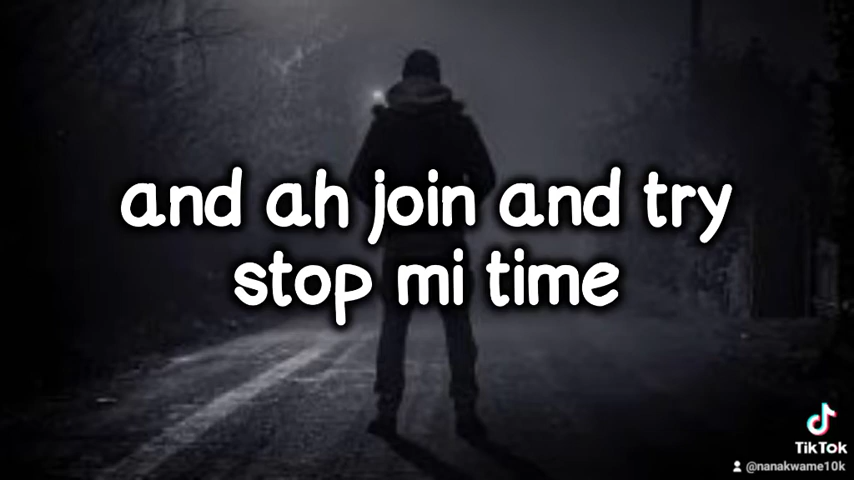 and ah join and try
stop mi time
TikTok
@nanakwame10k